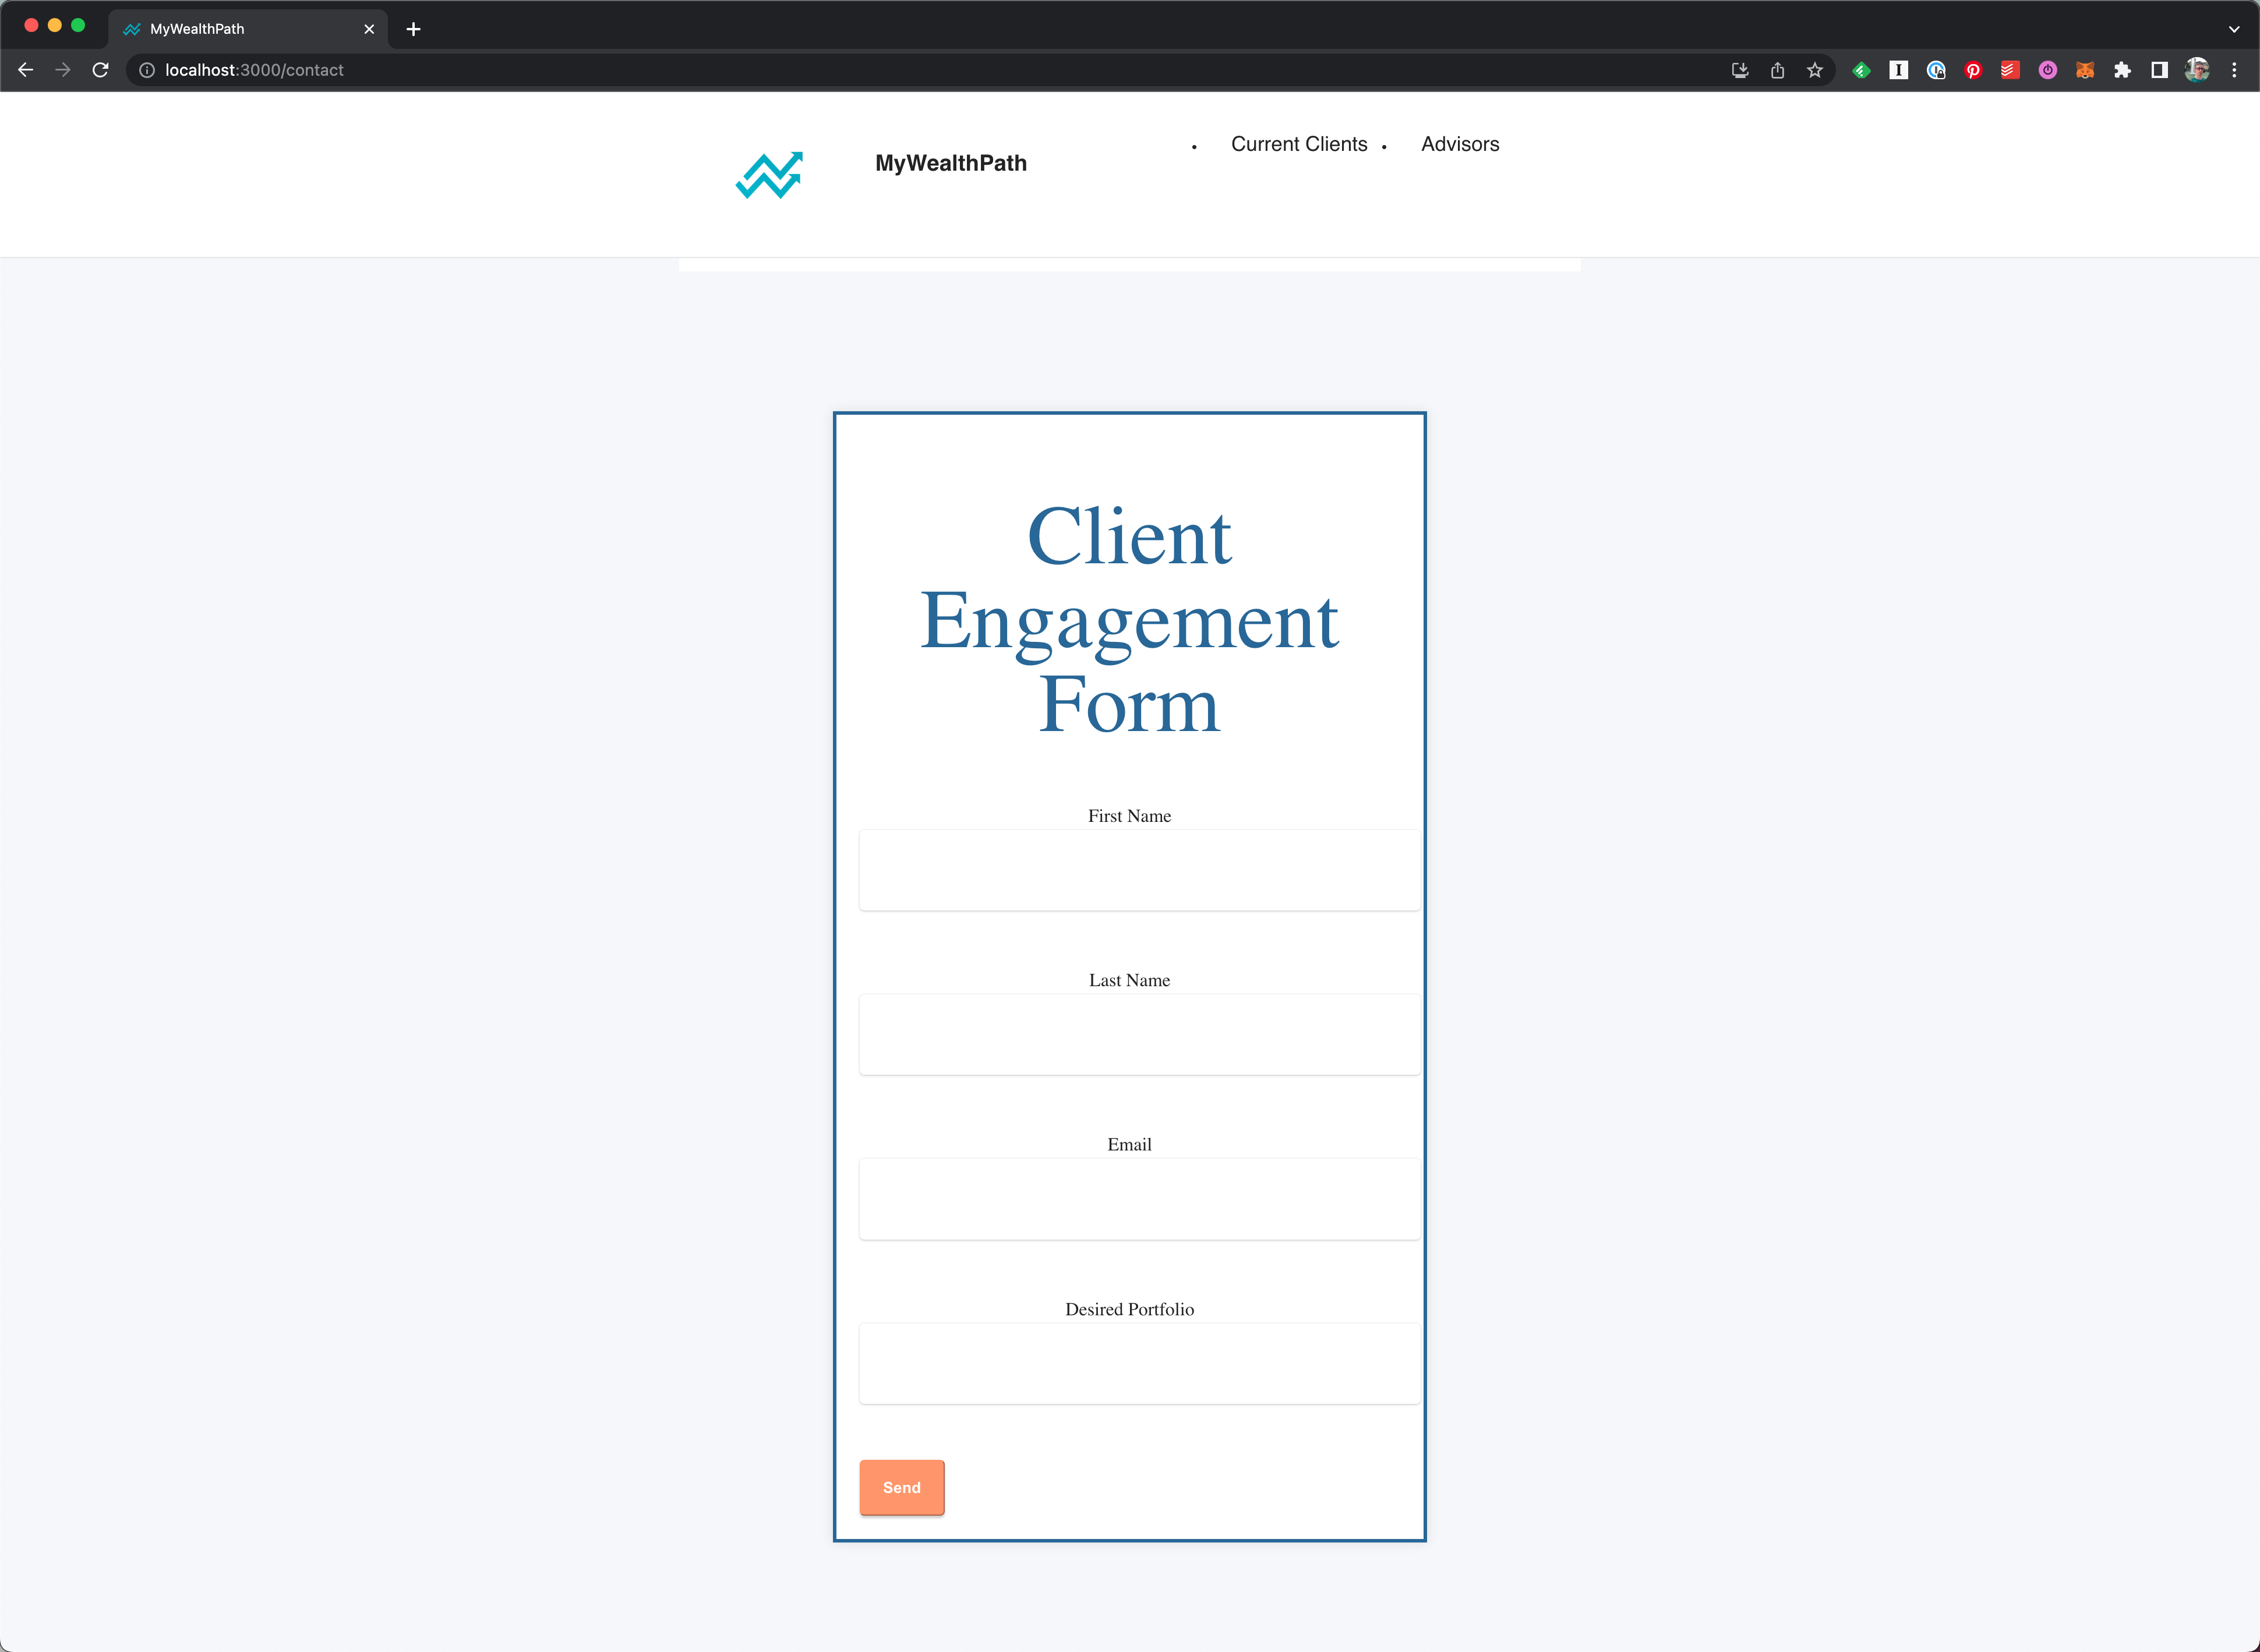 MyWealthPath
localhost:3000/contact
MyWealthPath
• Current Clients • Advisors
Client
Engagement
Form
First Name
Last Name
Email
Desired Portfolio
Send